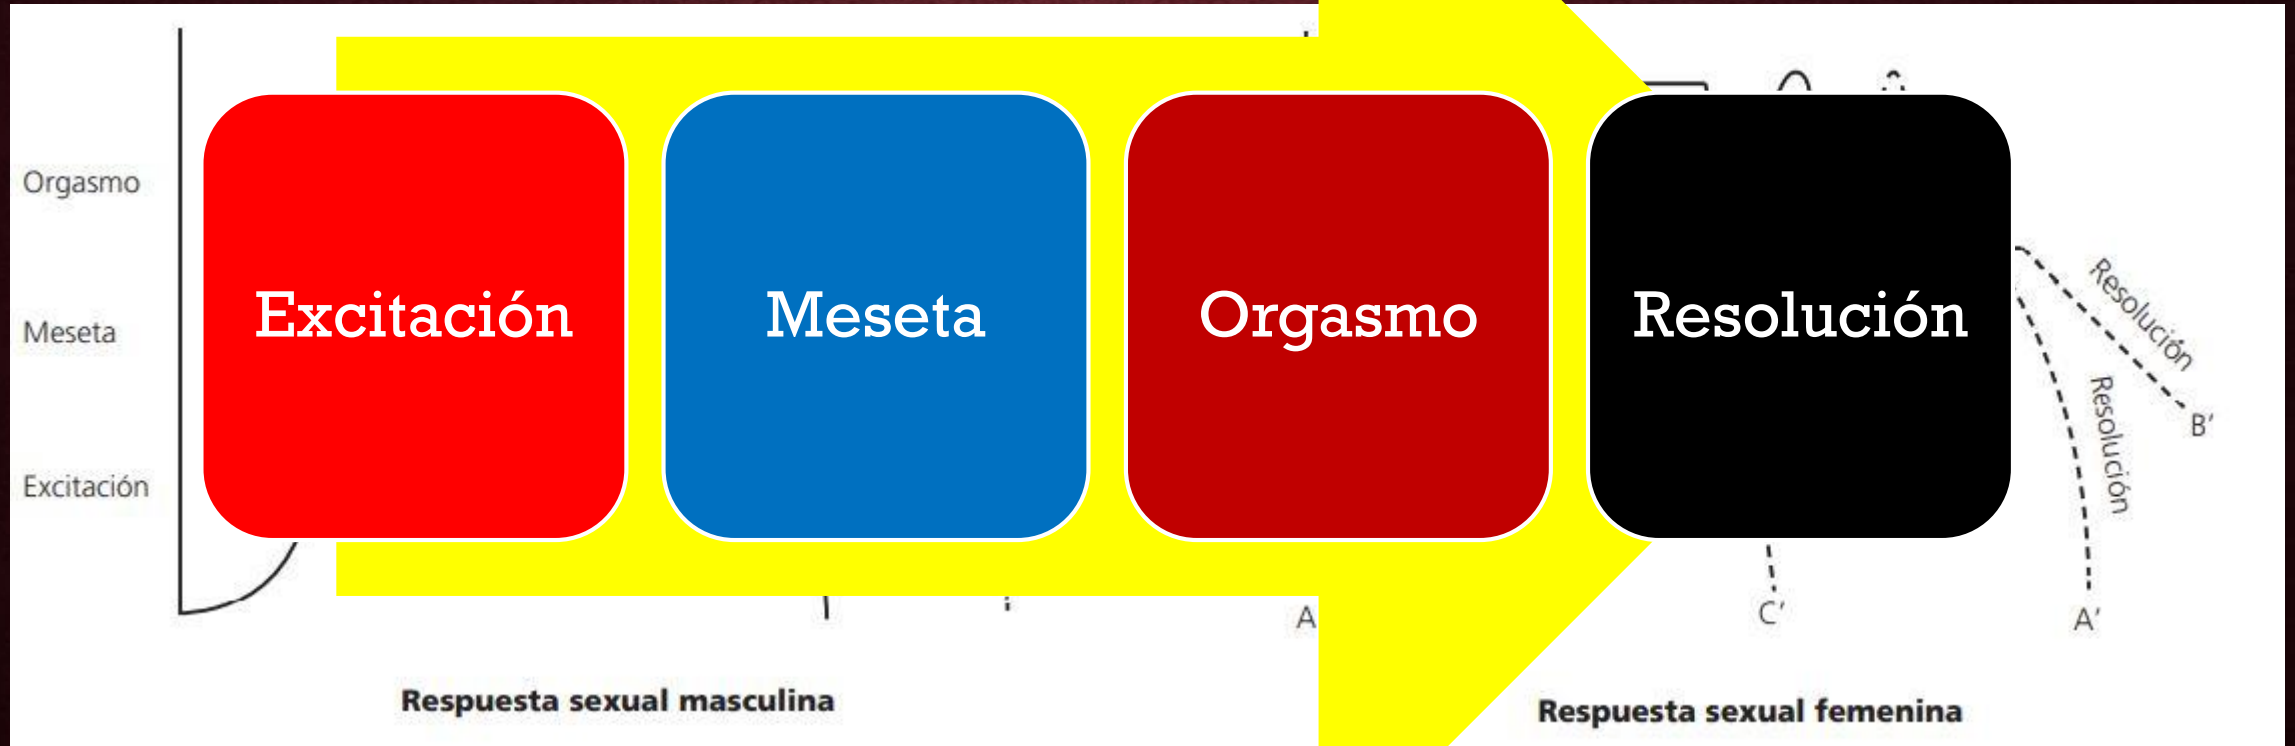 Orgasmo
Meseta
Excitación
Excitación
Meseta
Orgasmo
Resolución
Resolución
Resolución
B′
A
C′
A′
Respuesta sexual masculina
Respuesta sexual femenina